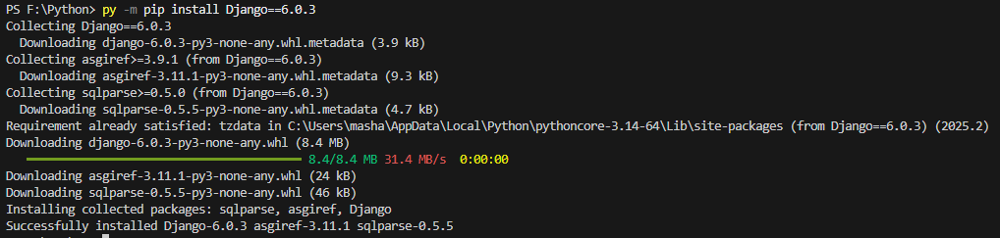 PS F:\Python> py -m pip install Django==6.0.3
Collecting Django==6.0.3
  Downloading django-6.0.3-py3-none-any.whl.metadata (3.9 kB)
Collecting asgiref>=3.9.1 (from Django==6.0.3)
  Downloading asgiref-3.11.1-py3-none-any.whl.metadata (9.3 kB)
Collecting sqlparse>=0.5.0 (from Django==6.0.3)
  Downloading sqlparse-0.5.5-py3-none-any.whl.metadata (4.7 kB)
Requirement already satisfied: tzdata in C:\Users\masha\AppData\Local\Python\pythoncore-3.14-64\Lib\site-packages (from Django==6.0.3) (2025.2)
Downloading django-6.0.3-py3-none-any.whl (8.4 MB)
8.4/8.4 MB 31.4 MB/s  0:00:00
Downloading asgiref-3.11.1-py3-none-any.whl (24 kB)
Downloading sqlparse-0.5.5-py3-none-any.whl (46 kB)
Installing collected packages: sqlparse, asgiref, Django
Successfully installed Django-6.0.3 asgiref-3.11.1 sqlparse-0.5.5